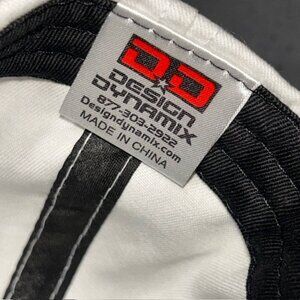 DD
DESIGN
DYNAMIX
877-303-2922
Designdynamix.com
MADE IN CHINA